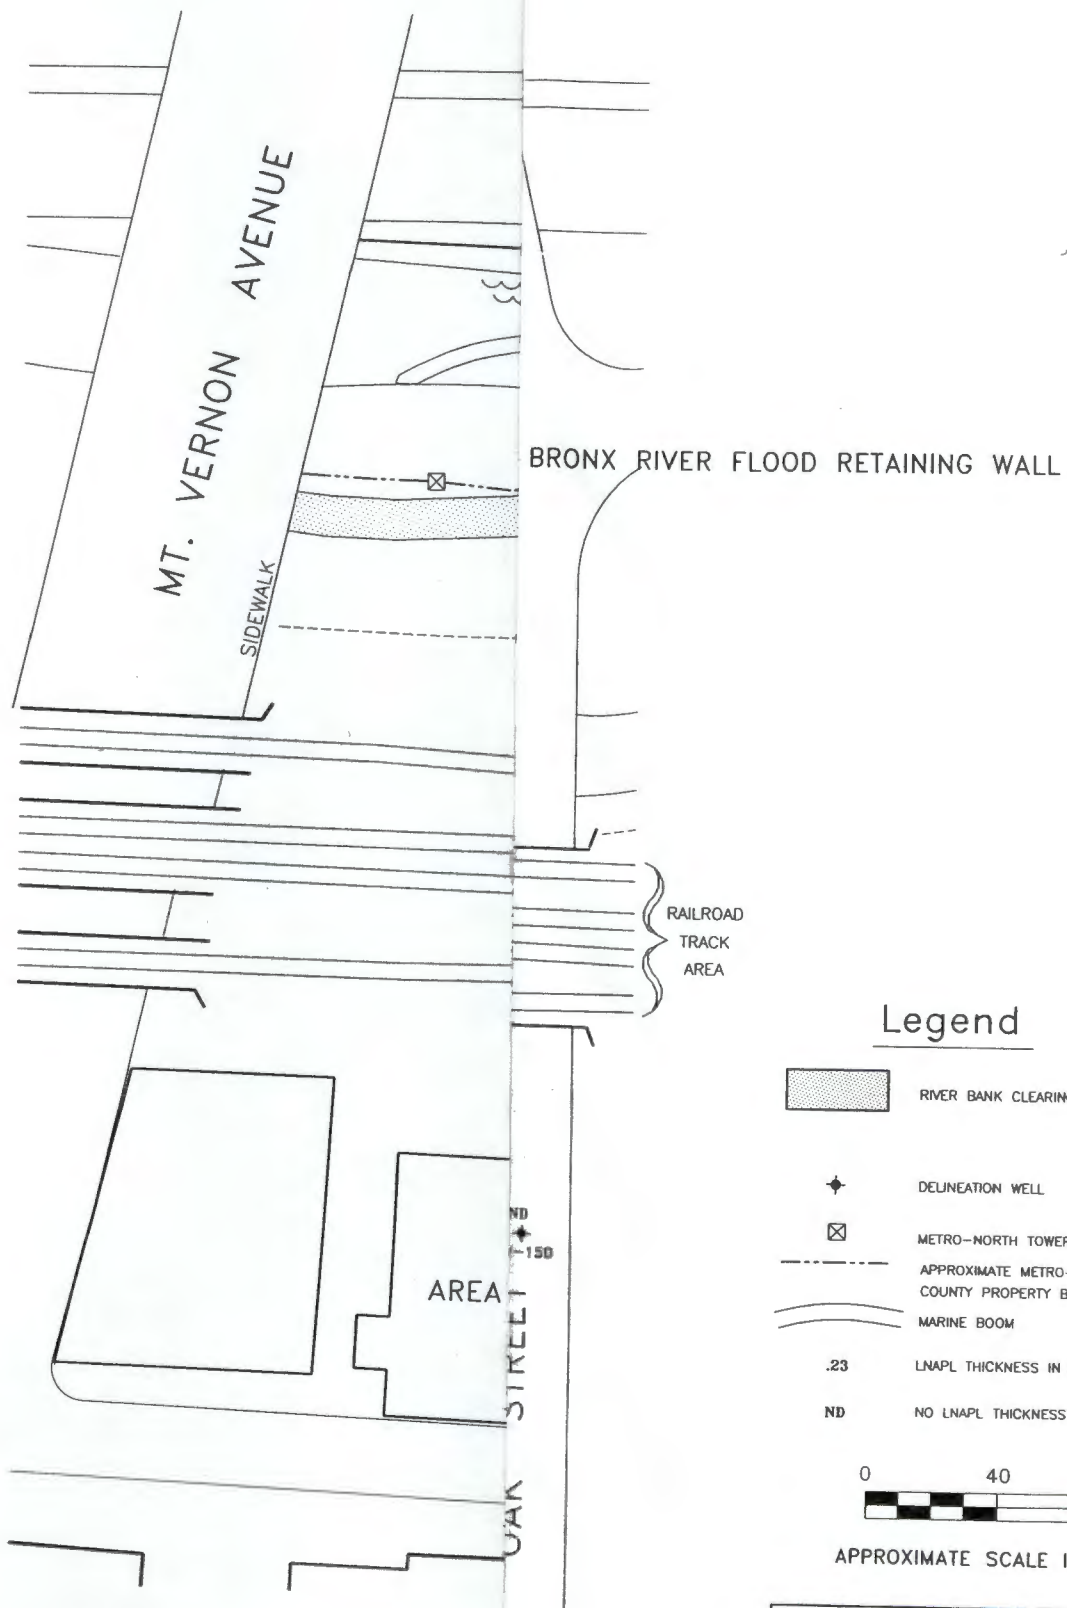 MT. VERNON AVENUE
SIDEWALK
BRONX RIVER FLOOD RETAINING WALL
RAILROAD
TRACK
AREA
ND
-15D
AREA
OAK STREET
Legend
RIVER BANK CLEARIN
DELINEATION WELL
METRO-NORTH TOWER
APPROXIMATE METRO-
COUNTY PROPERTY B
MARINE BOOM
.23 LNAPL THICKNESS IN
ND NO LNAPL THICKNESS
0 40
APPROXIMATE SCALE I